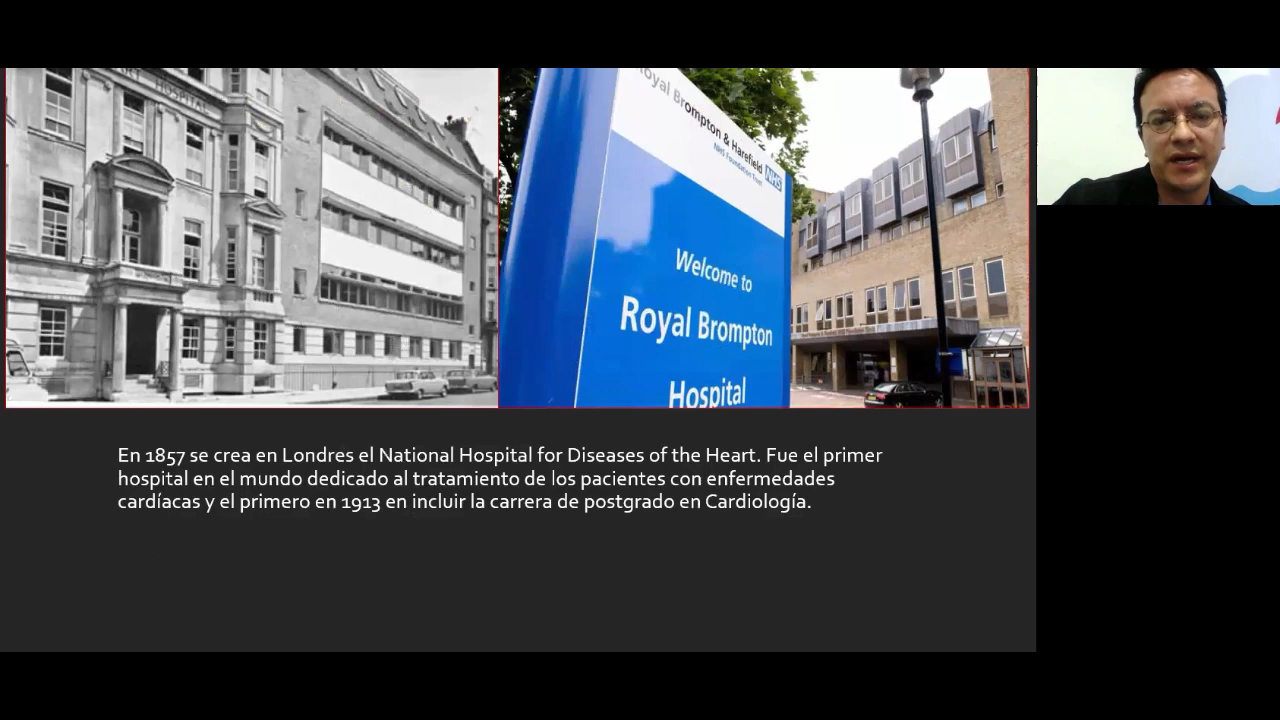 HOSPITAL
Royal Brompton & Harefield
NHS Foundation Trust
NHS
Welcome to
Royal Brompton
Hospital
En 1857 se crea en Londres el National Hospital for Diseases of the Heart. Fue el primer
hospital en el mundo dedicado al tratamiento de los pacientes con enfermedades
cardíacas y el primero en 1913 en incluir la carrera de postgrado en Cardiología.